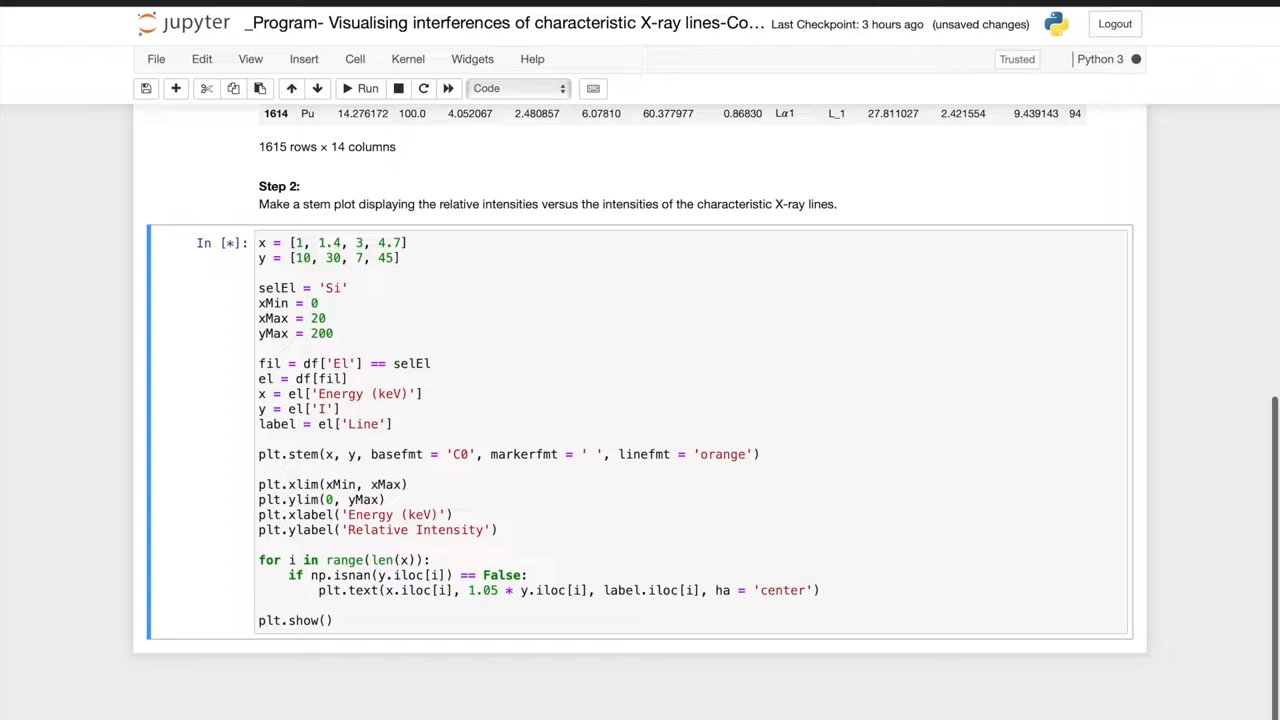 jupyter _Program- Visualising interferences of characteristic X-ray lines-Co... Last Checkpoint: 3 hours ago (unsaved changes) Logout
File Edit View Insert Cell Kernel Widgets Help Trusted Python 3
Run Code
1614 Pu 14.276172 100.0 4.052067 2.480857 6.07810 60.377977 0.86830 Lα1 L_1 27.811027 2.421554 9.439143 94
1615 rows × 14 columns
Step 2:
Make a stem plot displaying the relative intensities versus the intensities of the characteristic X-ray lines.
In [*]: x = [1, 1.4, 3, 4.7]
y = [10, 30, 7, 45]
selEl = 'Si'
xMin = 0
xMax = 20
yMax = 200
fil = df['El'] == selEl
el = df[fil]
x = el['Energy (keV)']
y = el['I']
label = el['Line']
plt.stem(x, y, basefmt = 'C0', markerfmt = ' ', linefmt = 'orange')
plt.xlim(xMin, xMax)
plt.ylim(0, yMax)
plt.xlabel('Energy (keV)')
plt.ylabel('Relative Intensity')
for i in range(len(x)):
if np.isnan(y.iloc[i]) == False:
plt.text(x.iloc[i], 1.05 * y.iloc[i], label.iloc[i], ha = 'center')
plt.show()